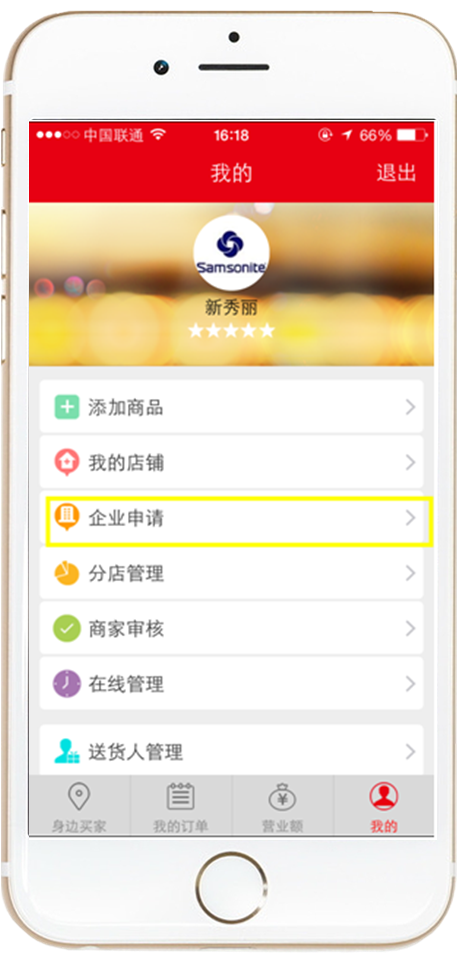 中国联通 16:18 66%
我的 退出
Samsonite
新秀丽
添加商品
我的店铺
企业申请
分店管理
商家审核
在线管理
送货人管理
身边买家 我的订单 营业额 我的